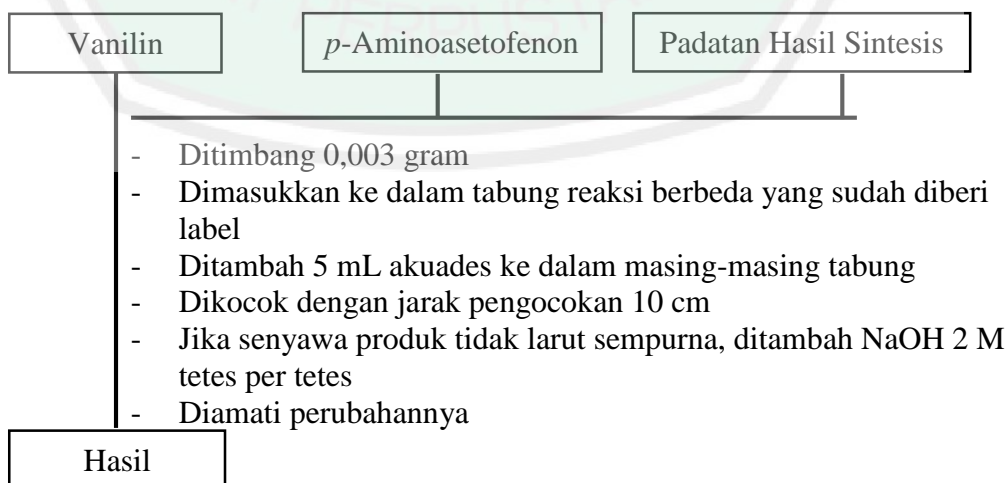 Vanilin
p-Aminoasetofenon
Padatan Hasil Sintesis
- Ditimbang 0,003 gram
- Dimasukkan ke dalam tabung reaksi berbeda yang sudah diberi
label
- Ditambah 5 mL akuades ke dalam masing-masing tabung
- Dikocok dengan jarak pengocokan 10 cm
- Jika senyawa produk tidak larut sempurna, ditambah NaOH 2 M
tetes per tetes
- Diamati perubahannya
Hasil